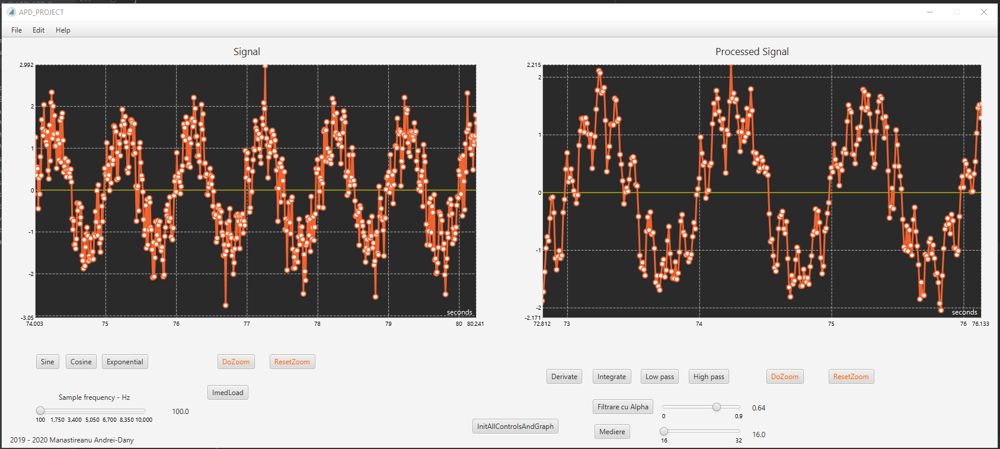 APD_PROJECT
File Edit Help
Signal
2.992
2
1
0
-1
-2
-3.05
seconds
74.003 75 76 77 78 79 80 80.241
Processed Signal
2.215
2
1
0
-1
-2
-2.171
seconds
72.812 73 74 75 76 76.133
Sine Cosine Exponential DoZoom ResetZoom
Derivate Integrate Low pass High pass DoZoom ResetZoom
ImedLoad
Sample frequency - Hz
100.0
100 1,750 3,400 5,050 6,700 8,350 10,000
Filtrare cu Alpha 0.64
0 0.9
InitAllControlsAndGraph
Mediere 16.0
16 32
2019 - 2020 Manastireanu Andrei-Dany